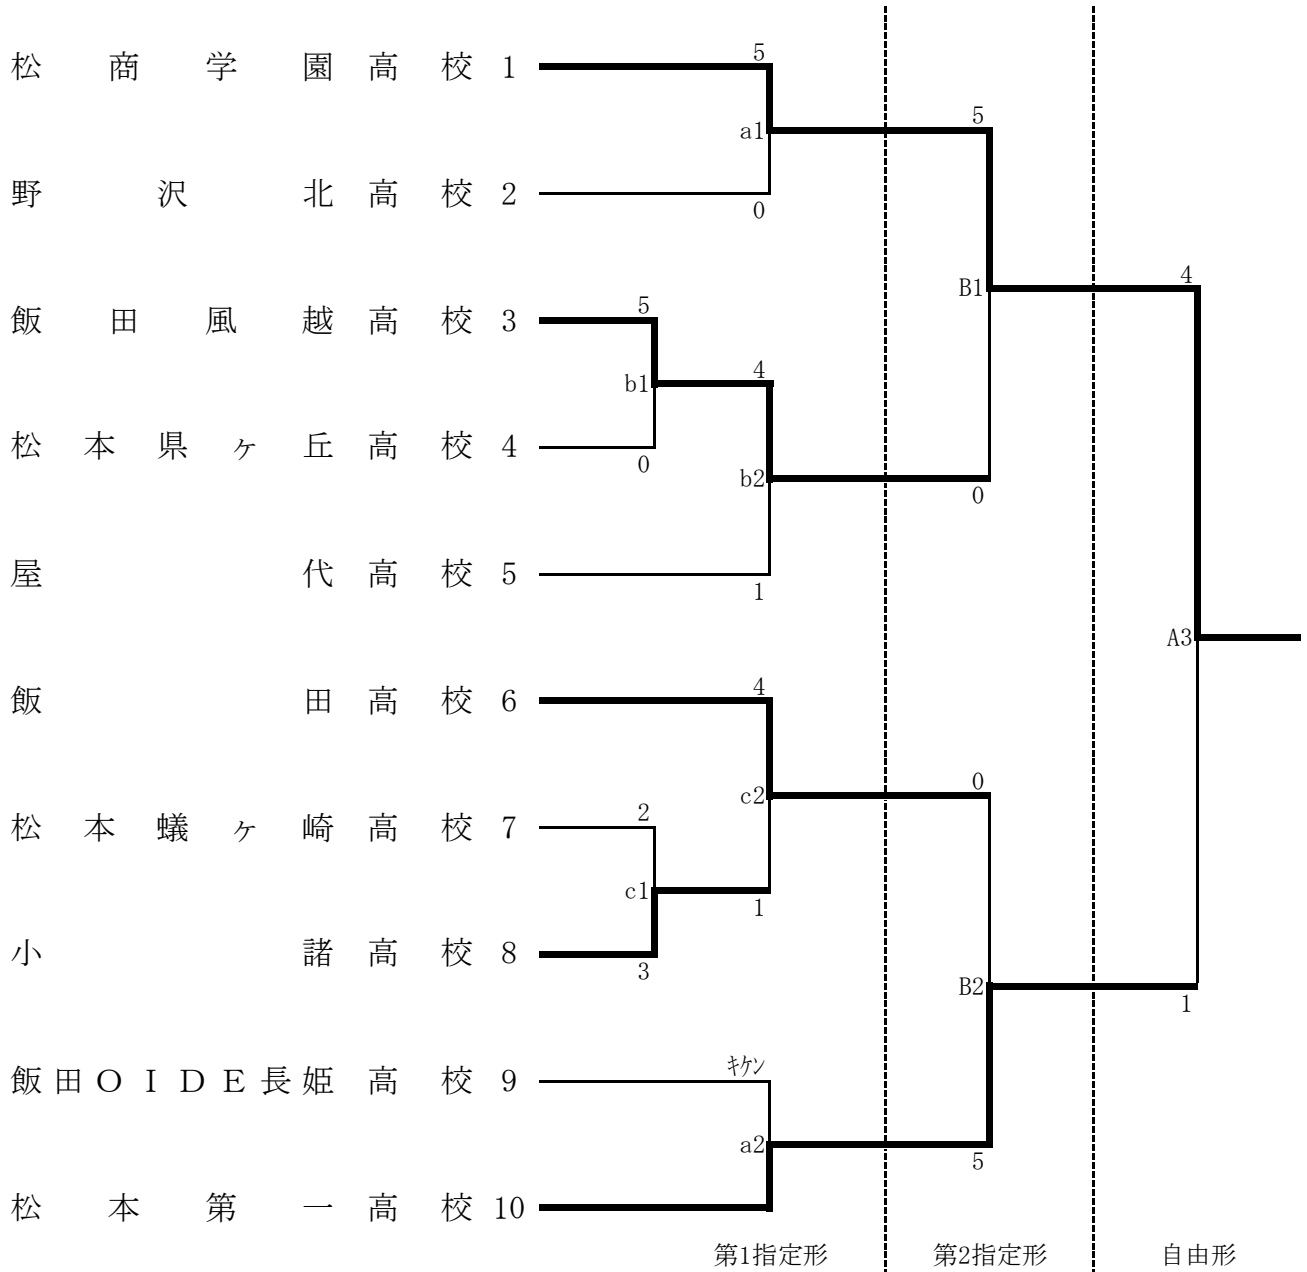 5
松商学園高校 1
5
a1
野沢北高校 2
0
4
B1
5
飯田風越高校 3
4
b1
松本県ヶ丘高校 4
0
b2
0
屋代高校 5
1
A3
4
飯田高校 6
0
c2
2
松本蟻ヶ崎高校 7
c1
1
小諸高校 8
3
B2
1
キケン
飯田OIDE長姫高校 9
a2
5
松本第一高校 10
第1指定形 第2指定形 自由形